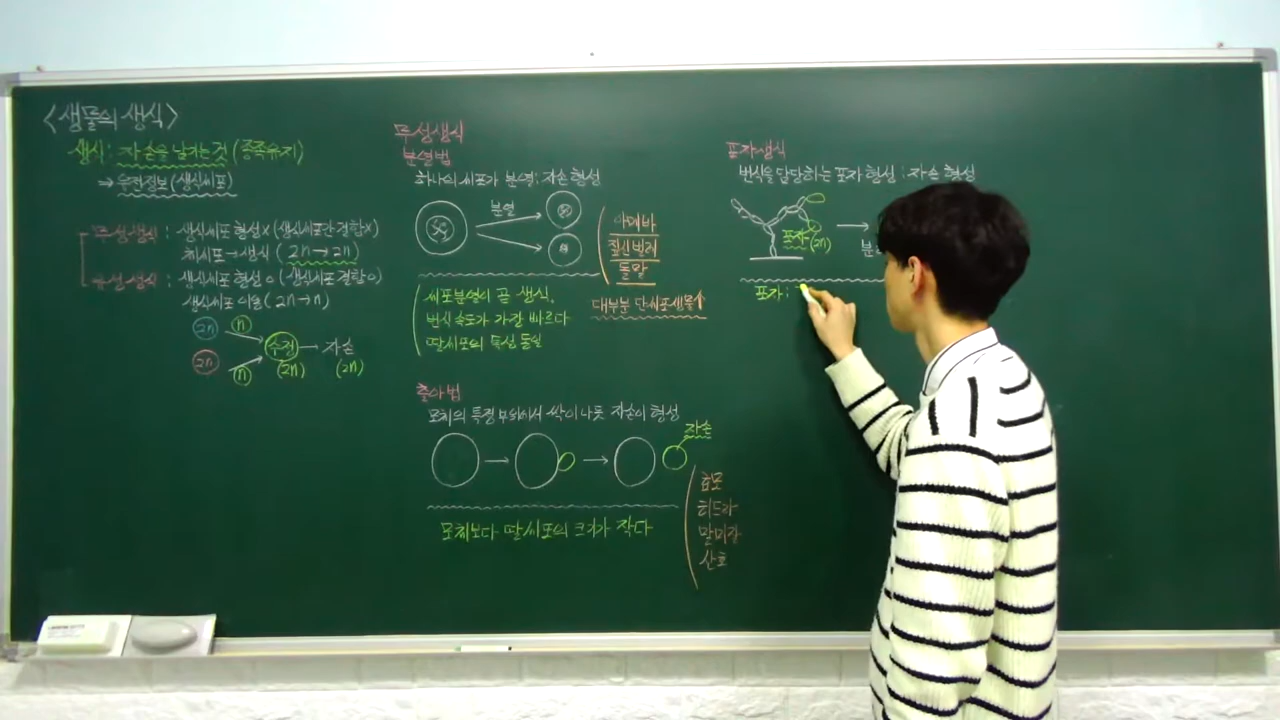 <생물의 생식>
생식 : 자손을 남기는것 (종족유지)
⇒ 유전정보 (생식세포)
무성생식 : 생식세포 형성 x (생식세포간 결합 x)
체세포 → 생식 ( 2n → 2n )
유성생식 : 생식세포 형성 o (생식세포 결합 o)
생식세포 이용 ( 2n → n )
2n n 수정 → 자손
2n n (2n) (2n)
무성생식
분열법
하나의 세포가 분열 : 자손 형성
분열
아메바
짚신벌레
돌말
대부분 단세포생물↑
세포분열이 곧 생식.
번식 속도가 가장 빠르다
딸세포의 특성 동일
출아법
모체의 특정 부위에서 싹이 나옷 자손이 형성
자손
효모
히드라
말미잘
산호
모체보다 딸세포의 크기가 작다
포자생식
번식을 담당하는 포자 형성 : 자손 형성
포자 (2n)
포자 :